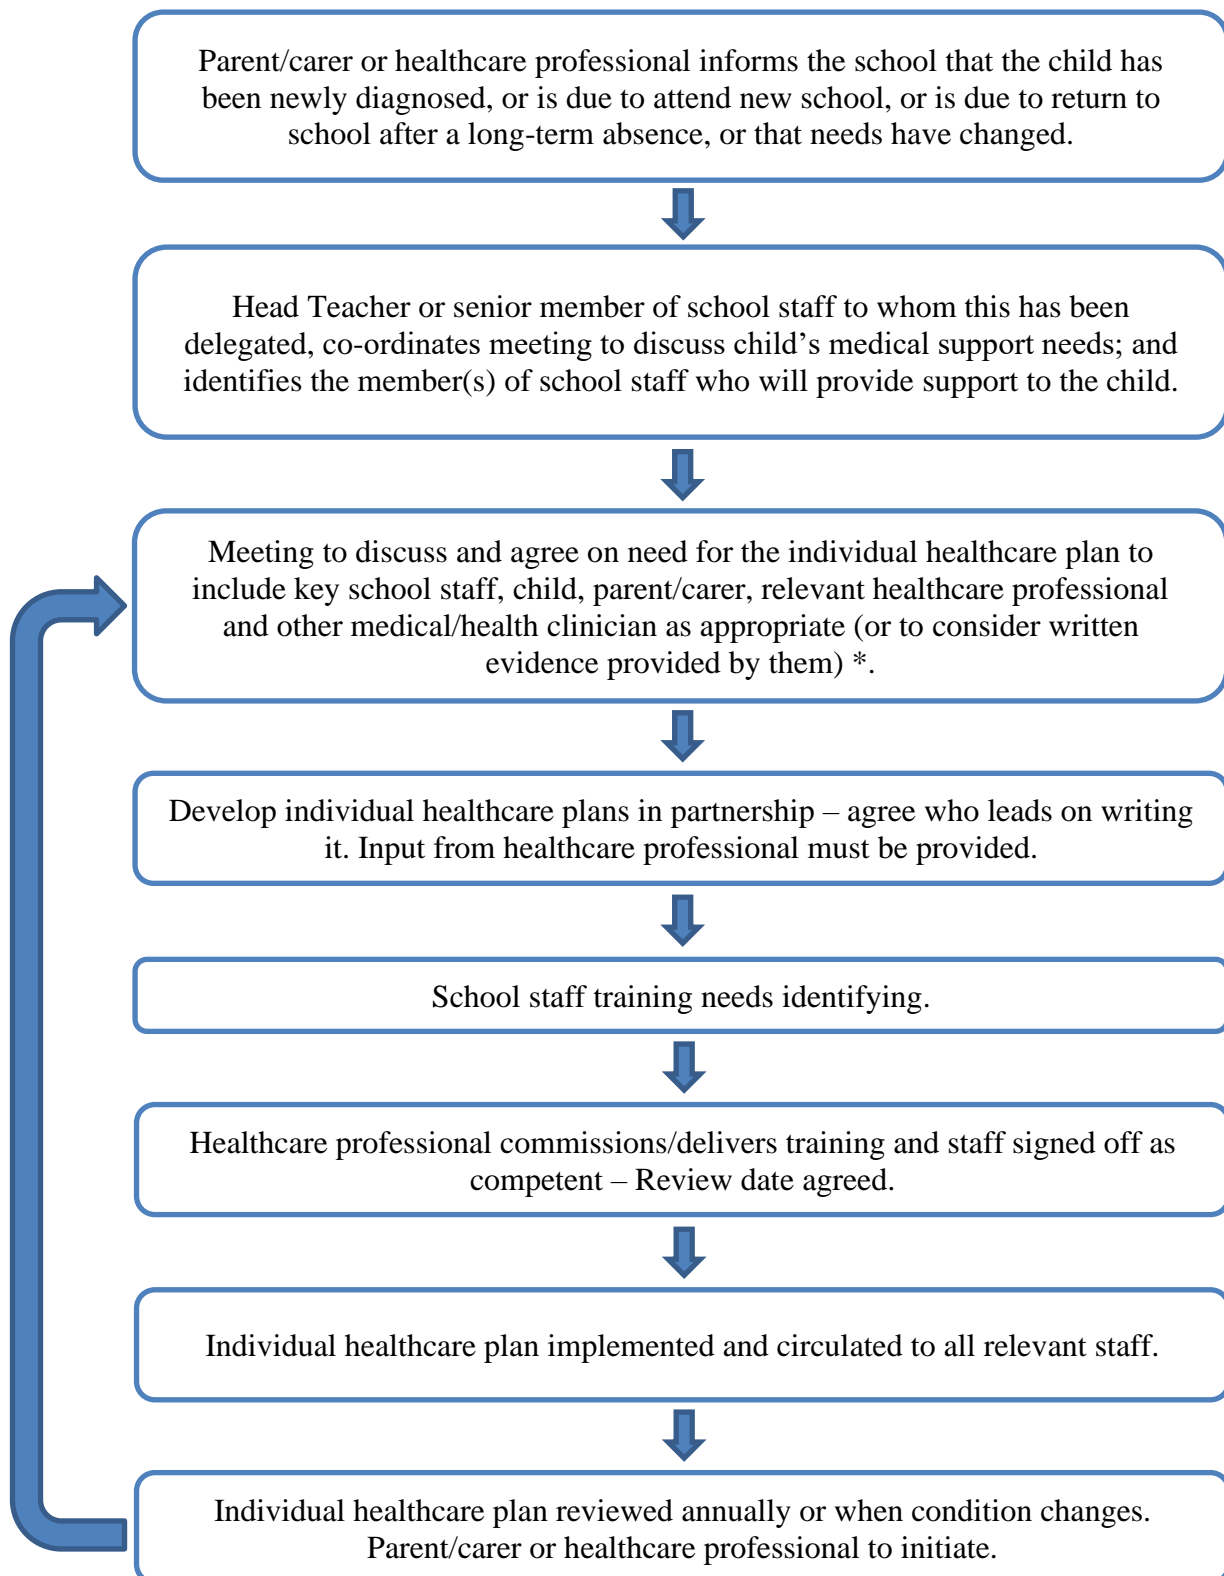 Parent/carer or healthcare professional informs the school that the child has
been newly diagnosed, or is due to attend new school, or is due to return to
school after a long-term absence, or that needs have changed.
Head Teacher or senior member of school staff to whom this has been
delegated, co-ordinates meeting to discuss child’s medical support needs; and
identifies the member(s) of school staff who will provide support to the child.
Meeting to discuss and agree on need for the individual healthcare plan to
include key school staff, child, parent/carer, relevant healthcare professional
and other medical/health clinician as appropriate (or to consider written
evidence provided by them) *.
Develop individual healthcare plans in partnership – agree who leads on writing
it. Input from healthcare professional must be provided.
School staff training needs identifying.
Healthcare professional commissions/delivers training and staff signed off as
competent – Review date agreed.
Individual healthcare plan implemented and circulated to all relevant staff.
Individual healthcare plan reviewed annually or when condition changes.
Parent/carer or healthcare professional to initiate.